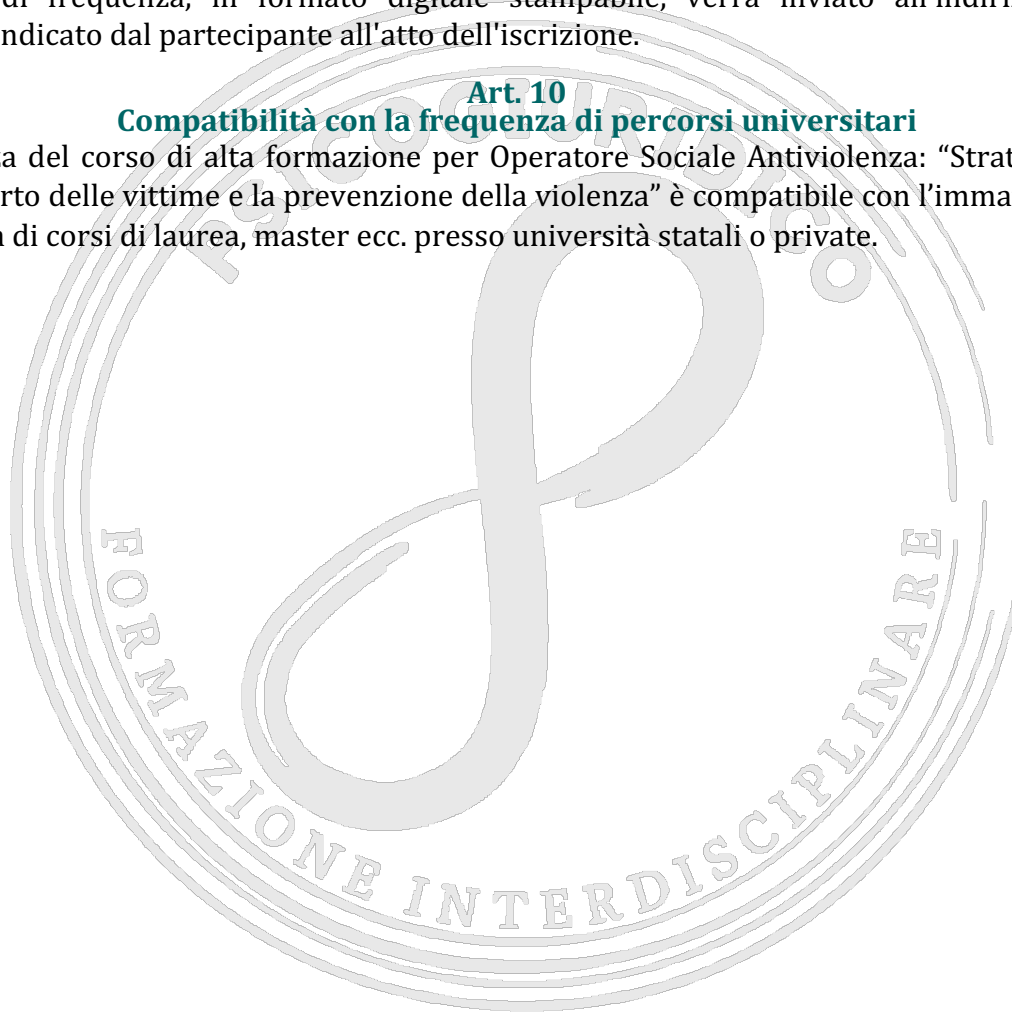 di frequenza, in formato digitale stampabile, verrà inviato all'indiri
ndicato dal partecipante all'atto dell'iscrizione.
Art. 10
Compatibilità con la frequenza di percorsi universitari
za del corso di alta formazione per Operatore Sociale Antiviolenza: “Strat
rto delle vittime e la prevenzione della violenza” è compatibile con l’imma
di corsi di laurea, master ecc. presso università statali o private.
PSICOGIURIDICO
FORMAZIONE INTERDISCIPLINARE